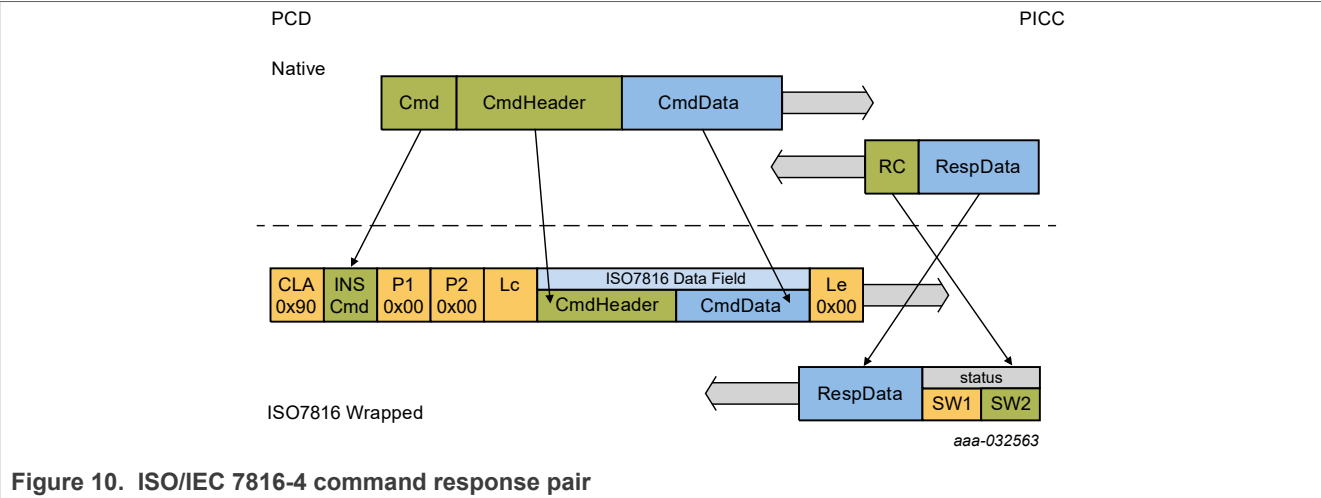 PCD PICC
Native
Cmd CmdHeader CmdData
RC RespData
CLA INS P1 P2 Lc ISO7816 Data Field Le
0x90 Cmd 0x00 0x00 CmdHeader CmdData 0x00
RespData status
SW1 SW2
ISO7816 Wrapped
aaa-032563
Figure 10. ISO/IEC 7816-4 command response pair